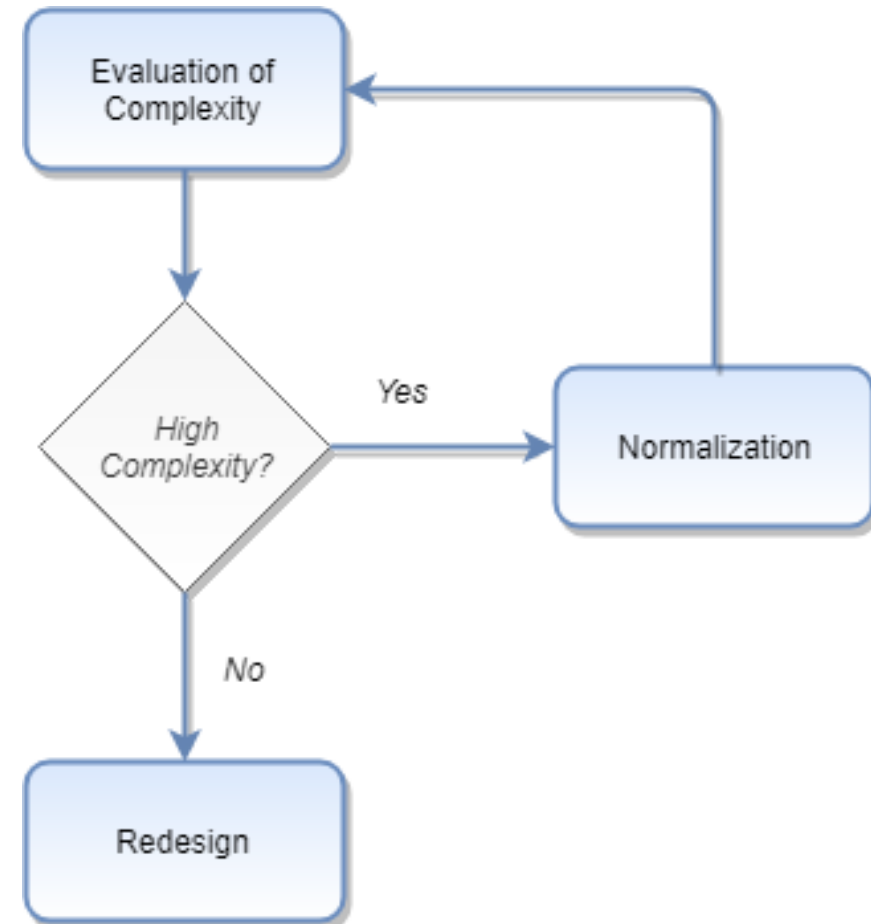 Evaluation of
Complexity
Yes
High
Complexity?
Normalization
No
Redesign